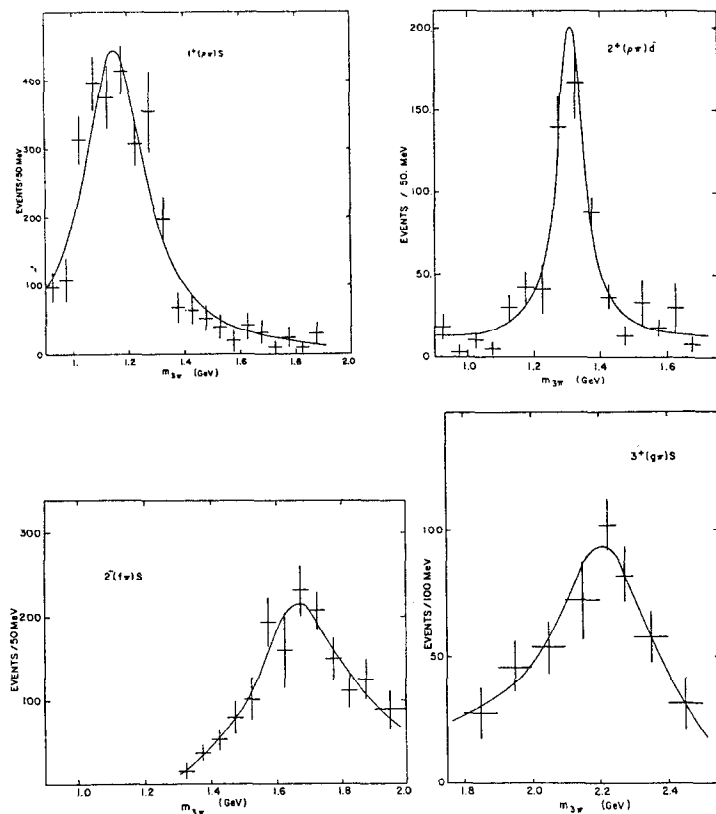 1⁺(ρπ)S
EVENTS/50 MeV
400
300
200
100
0
1.0
1.2
1.4
1.6
1.8
2.0
m3π (GeV)
2⁺(ρπ)d
EVENTS / 50. MeV
200.
150.
100.
50.
0
1.0
1.2
1.4
1.6
m3π (GeV)
2⁻(fπ)S
EVENTS/50 MeV
300
200
100
1.0
1.2
1.4
1.6
1.8
2.0
m3π (GeV)
3⁺(gπ)S
EVENTS/100 MeV
100
50
0
2.0
2.2
2.4
m3π (GeV)